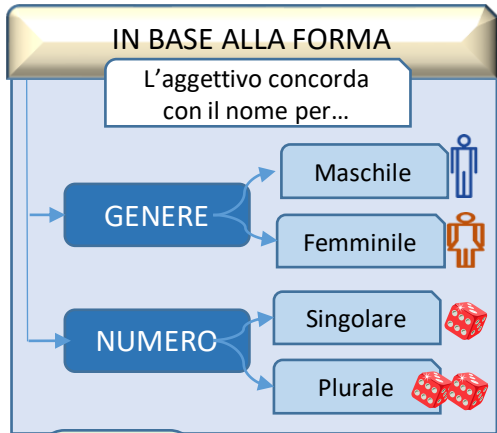 IN BASE ALLA FORMA
L'aggettivo concorda
con il nome per…
GENERE
Maschile
Femminile
NUMERO
Singolare
Plurale